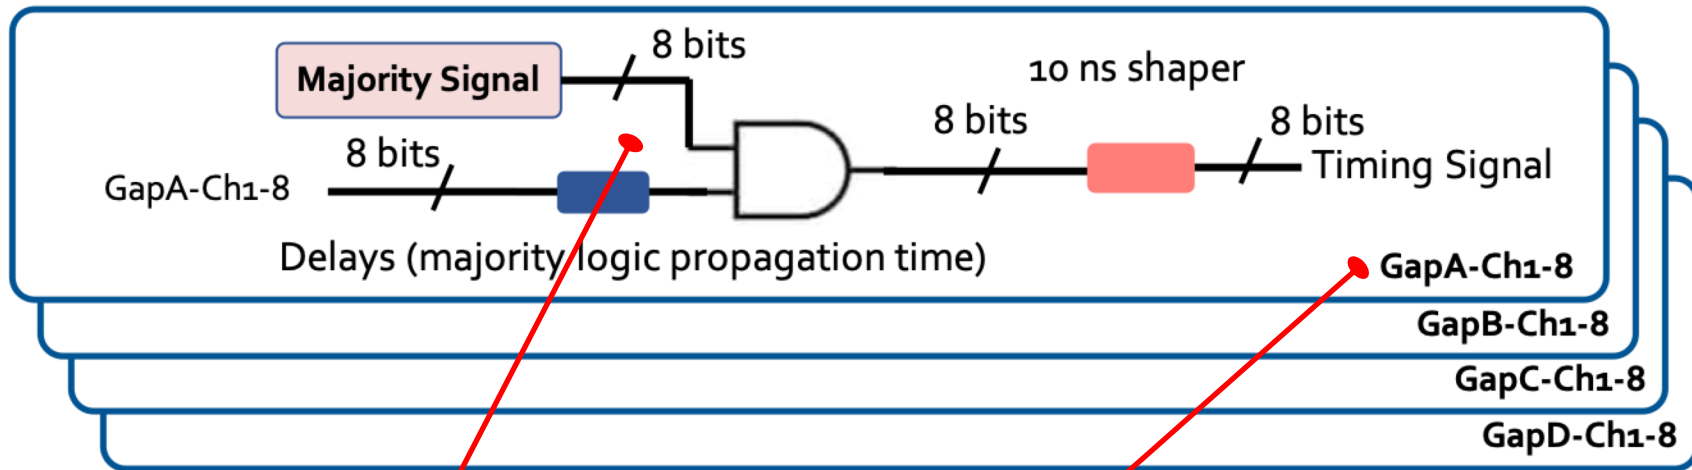 8 bits
Majority Signal
10 ns shaper
8 bits
8 bits
8 bits
Timing Signal
GapA-Ch1-8
Delays (majority logic propagation time)
GapA-Ch1-8
GapB-Ch1-8
GapC-Ch1-8
GapD-Ch1-8